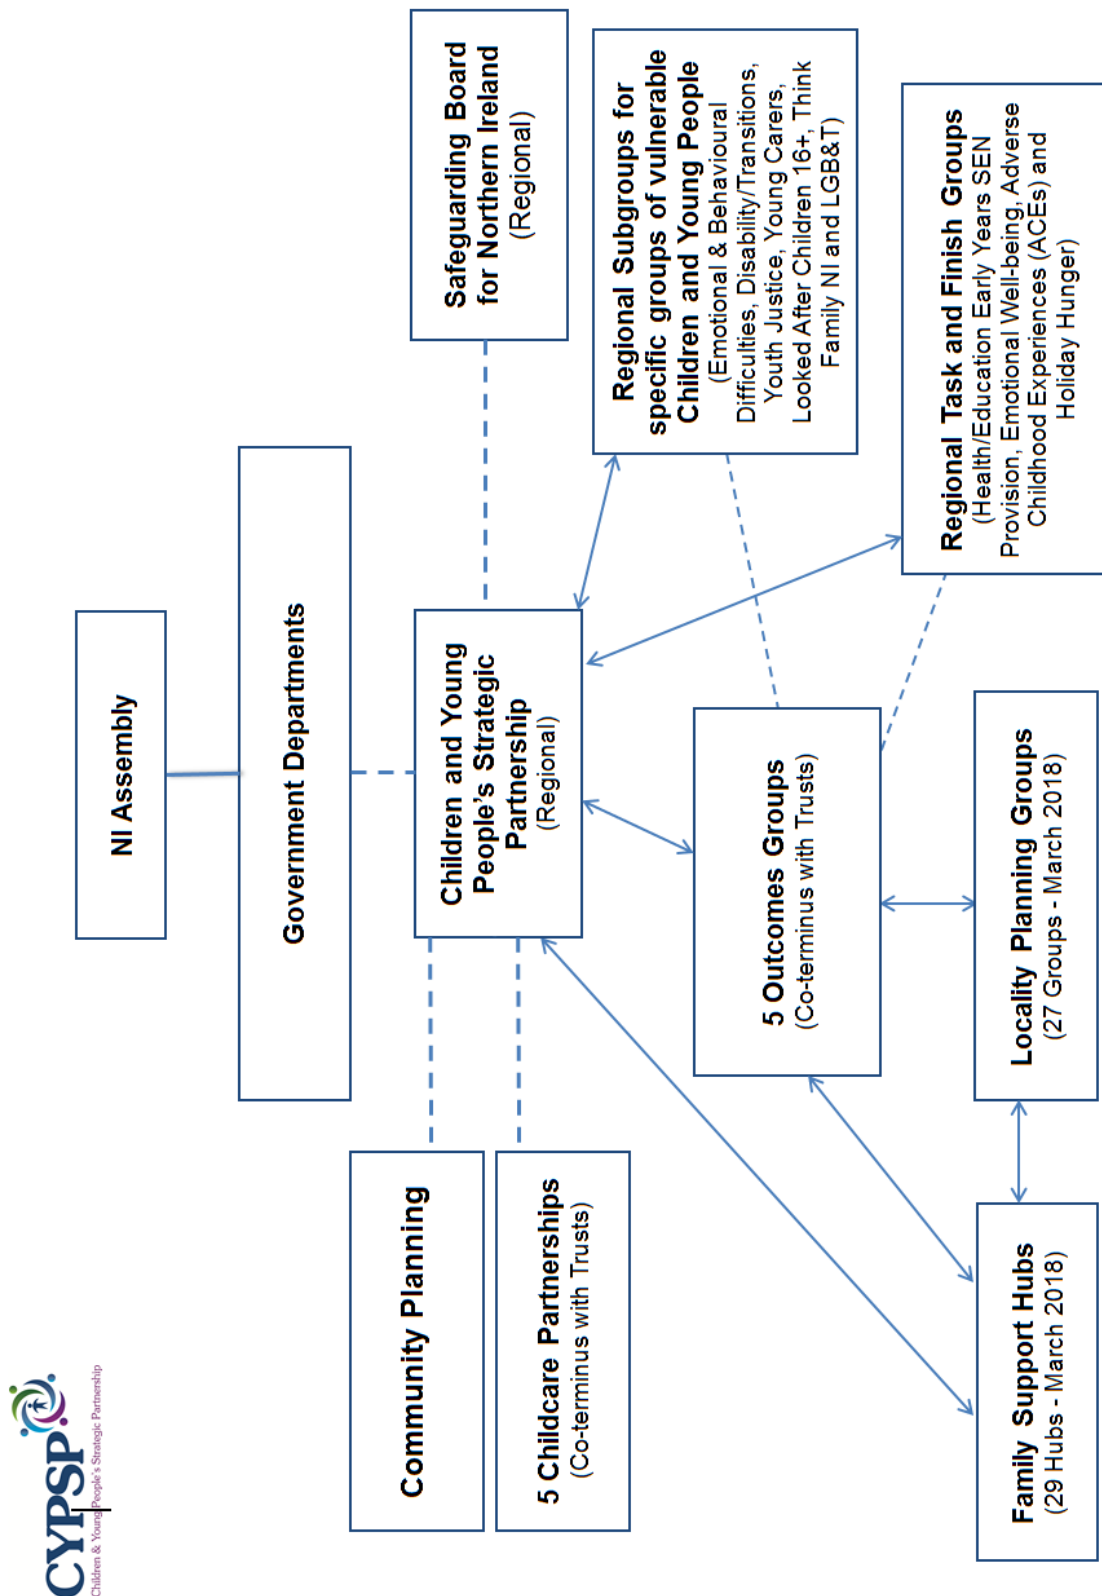 CYPSP
Children & Young People's Strategic Partnership
NI Assembly
Government Departments
Community Planning
5 Childcare Partnerships
(Co-terminus with Trusts)
Children and Young
People's Strategic
Partnership
(Regional)
Safeguarding Board
for Northern Ireland
(Regional)
Regional Subgroups for
specific groups of vulnerable
Children and Young People
(Emotional & Behavioural
Difficulties, Disability/Transitions,
Youth Justice, Young Carers,
Looked After Children 16+, Think
Family NI and LGB&T)
5 Outcomes Groups
(Co-terminus with Trusts)
Regional Task and Finish Groups
(Health/Education Early Years SEN
Provision, Emotional Well-being, Adverse
Childhood Experiences (ACEs) and
Holiday Hunger)
Family Support Hubs
(29 Hubs - March 2018)
Locality Planning Groups
(27 Groups - March 2018)